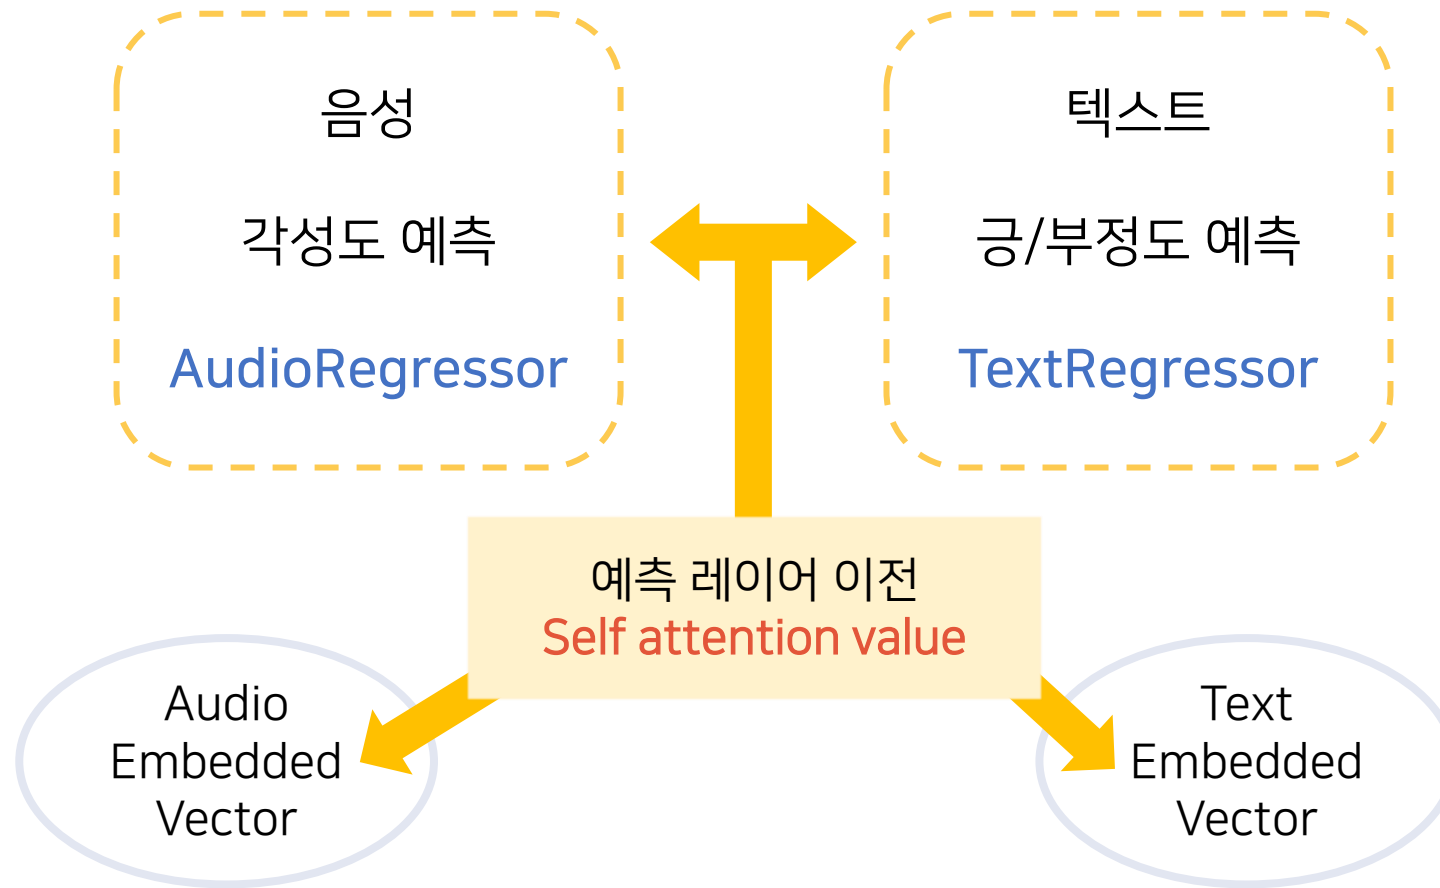 음성
각성도 예측
AudioRegressor
텍스트
긍/부정도 예측
TextRegressor
예측 레이어 이전
Self attention value
Audio
Embedded
Vector
Text
Embedded
Vector